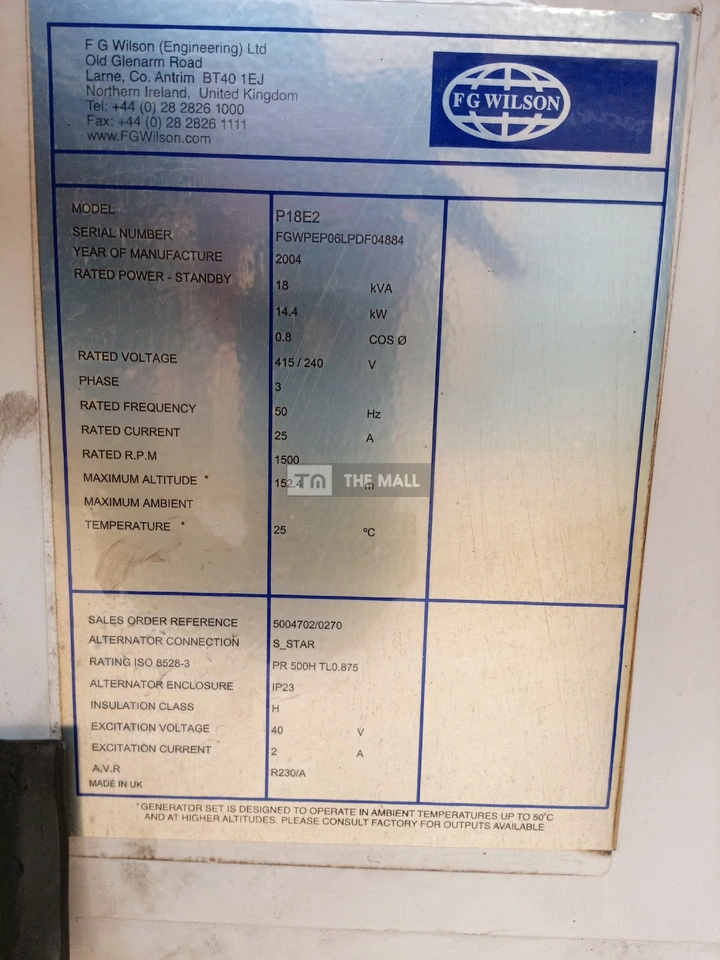 F G Wilson (Engineering) Ltd
Old Glenarm Road
Larne, Co. Antrim BT40 1EJ
Northern Ireland, United Kingdom
Tel: +44 (0) 28 2826 1000
Fax: +44 (0) 28 2826 1111
www.FGWilson.com
FG WILSON
MODEL P18E2
SERIAL NUMBER FGWPEP06LPDF04884
YEAR OF MANUFACTURE 2004
RATED POWER - STANDBY 18 kVA
14.4 kW
0.8 COS Ø
RATED VOLTAGE 415 / 240 V
PHASE 3
RATED FREQUENCY 50 Hz
RATED CURRENT 25 A
RATED R.P.M 1500
MAXIMUM ALTITUDE * 152.4 m
TM THE MALL
MAXIMUM AMBIENT
TEMPERATURE * 25 ºC
SALES ORDER REFERENCE 5004702/0270
ALTERNATOR CONNECTION S_STAR
RATING ISO 8528-3 PR 500H TL0.875
ALTERNATOR ENCLOSURE IP23
INSULATION CLASS H
EXCITATION VOLTAGE 40 V
EXCITATION CURRENT 2 A
A.V.R R230/A
MADE IN UK
*GENERATOR SET IS DESIGNED TO OPERATE IN AMBIENT TEMPERATURES UP TO 50°C
AND AT HIGHER ALTITUDES. PLEASE CONSULT FACTORY FOR OUTPUTS AVAILABLE